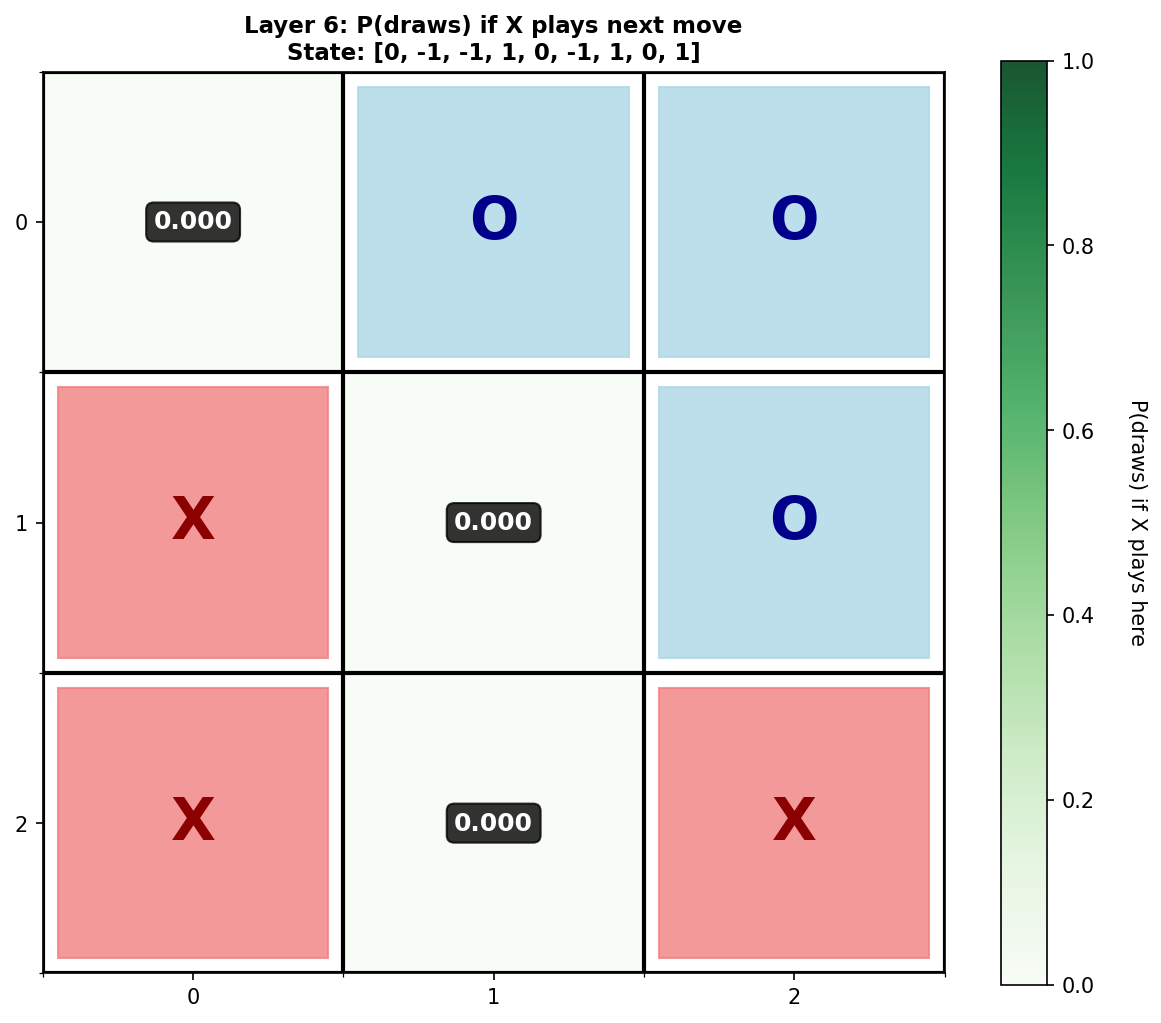 Layer 6: P(draws) if X plays next move
State: [0, -1, -1, 1, 0, -1, 1, 0, 1]
1.0
0.8
0.6
0.4
0.2
0.0
P(draws) if X plays here
0
0.000
O
O
1
X
0.000
O
2
X
0.000
X
0
1
2